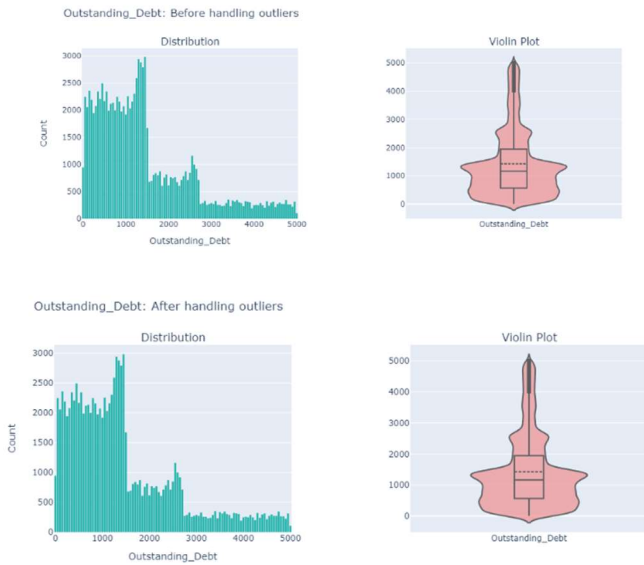 Outstanding_Debt: Before handling outliers
Distribution
Violin Plot
3000
2500
2000
1500
1000
500
0
Count
0 1000 2000 3000 4000 5000
Outstanding_Debt
5000
4000
3000
2000
1000
0
Outstanding_Debt
Outstanding_Debt: After handling outliers
Distribution
Violin Plot
3000
2500
2000
1500
1000
500
0
Count
0 1000 2000 3000 4000 5000
Outstanding_Debt
5000
4000
3000
2000
1000
0
Outstanding_Debt